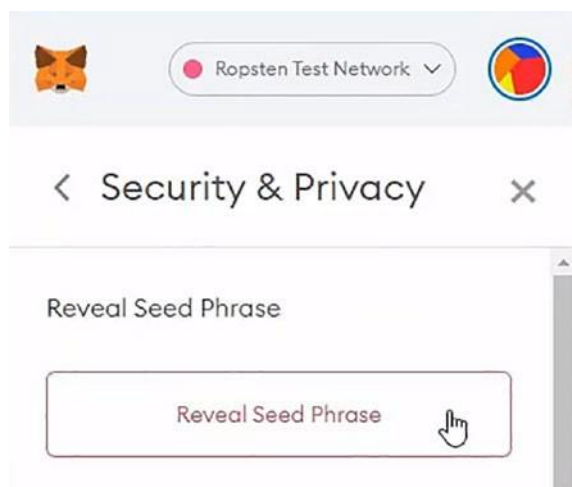 Ropsten Test Network
Security & Privacy
Reveal Seed Phrase
Reveal Seed Phrase